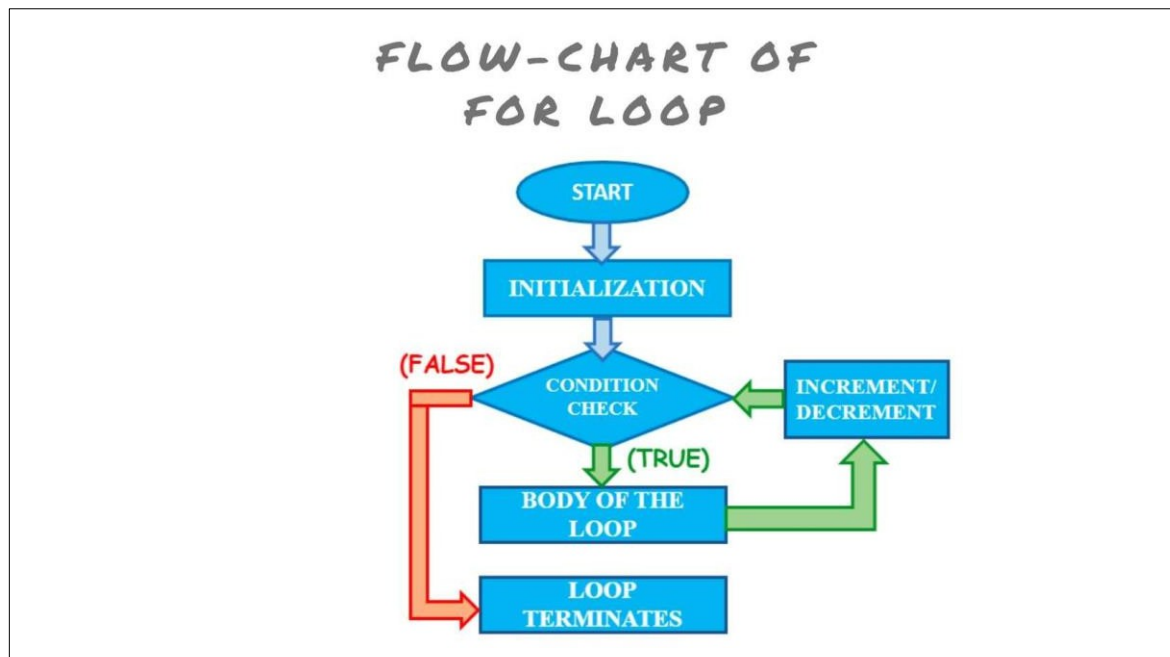 FLOW-CHART OF
FOR LOOP
START
INITIALIZATION
(FALSE)
CONDITION
CHECK
INCREMENT/
DECREMENT
(TRUE)
BODY OF THE
LOOP
LOOP
TERMINATES